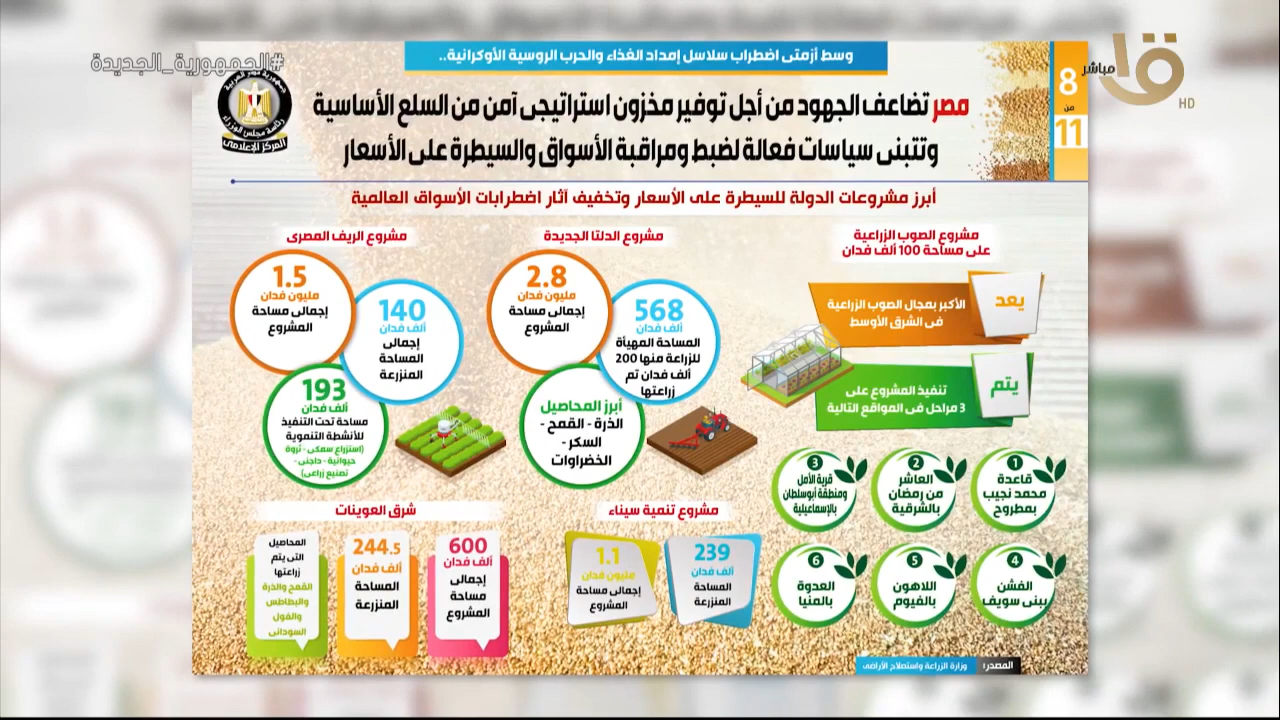 #الجمهورية_الجديدة
مباشر
HD
8
من
11
وسط أزمتى اضطراب سلاسل إمداد الغذاء والحرب الروسية الأوكرانية..
جمهورية مصر العربية
رئاسة مجلس الوزراء
المركز الإعلامى
مصر تضاعف الجهود من أجل توفير مخزون استراتيجى آمن من السلع الأساسية
وتتبنى سياسات فعالة لضبط ومراقبة الأسواق والسيطرة على الأسعار
أبرز مشروعات الدولة للسيطرة على الأسعار وتخفيف آثار اضطرابات الأسواق العالمية
مشروع الصوب الزراعية
على مساحة 100 ألف فدان
يعد
الأكبر بمجال الصوب الزراعية
فى الشرق الأوسط
يتم
تنفيذ المشروع على
3 مراحل فى المواقع التالية
1
قاعدة
محمد نجيب
بمطروح
2
العاشر
من رمضان
بالشرقية
3
قرية الأمل
ومنطقة أبوسلطان
بالإسماعيلية
4
الفشن
ببنى سويف
5
اللاهون
بالفيوم
6
العدوة
بالمنيا
مشروع الدلتا الجديدة
2.8
مليون فدان
إجمالى مساحة
المشروع
568
ألف فدان
المساحة المهيأة
للزراعة منها 200
ألف فدان تم
زراعتها
أبرز المحاصيل
الذرة - القمح -
السكر -
الخضراوات
مشروع الريف المصرى
1.5
مليون فدان
إجمالى مساحة
المشروع
140
ألف فدان
إجمالى
المساحة
المنزرعة
193
ألف فدان
مساحة تحت التنفيذ
للأنشطة التنموية
(استزراع سمكى - ثروة
حيوانية - داجنى -
تصنيع زراعى)
مشروع تنمية سيناء
239
ألف فدان
المساحة
المنزرعة
1.1
مليون فدان
إجمالى مساحة
المشروع
شرق العوينات
600
ألف فدان
إجمالى
مساحة
المشروع
244.5
ألف فدان
المساحة
المنزرعة
المحاصيل
التى يتم
زراعتها
القمح والذرة
والبطاطس
والفول
السودانى
المصدر: وزارة الزراعة واستصلاح الأراضى